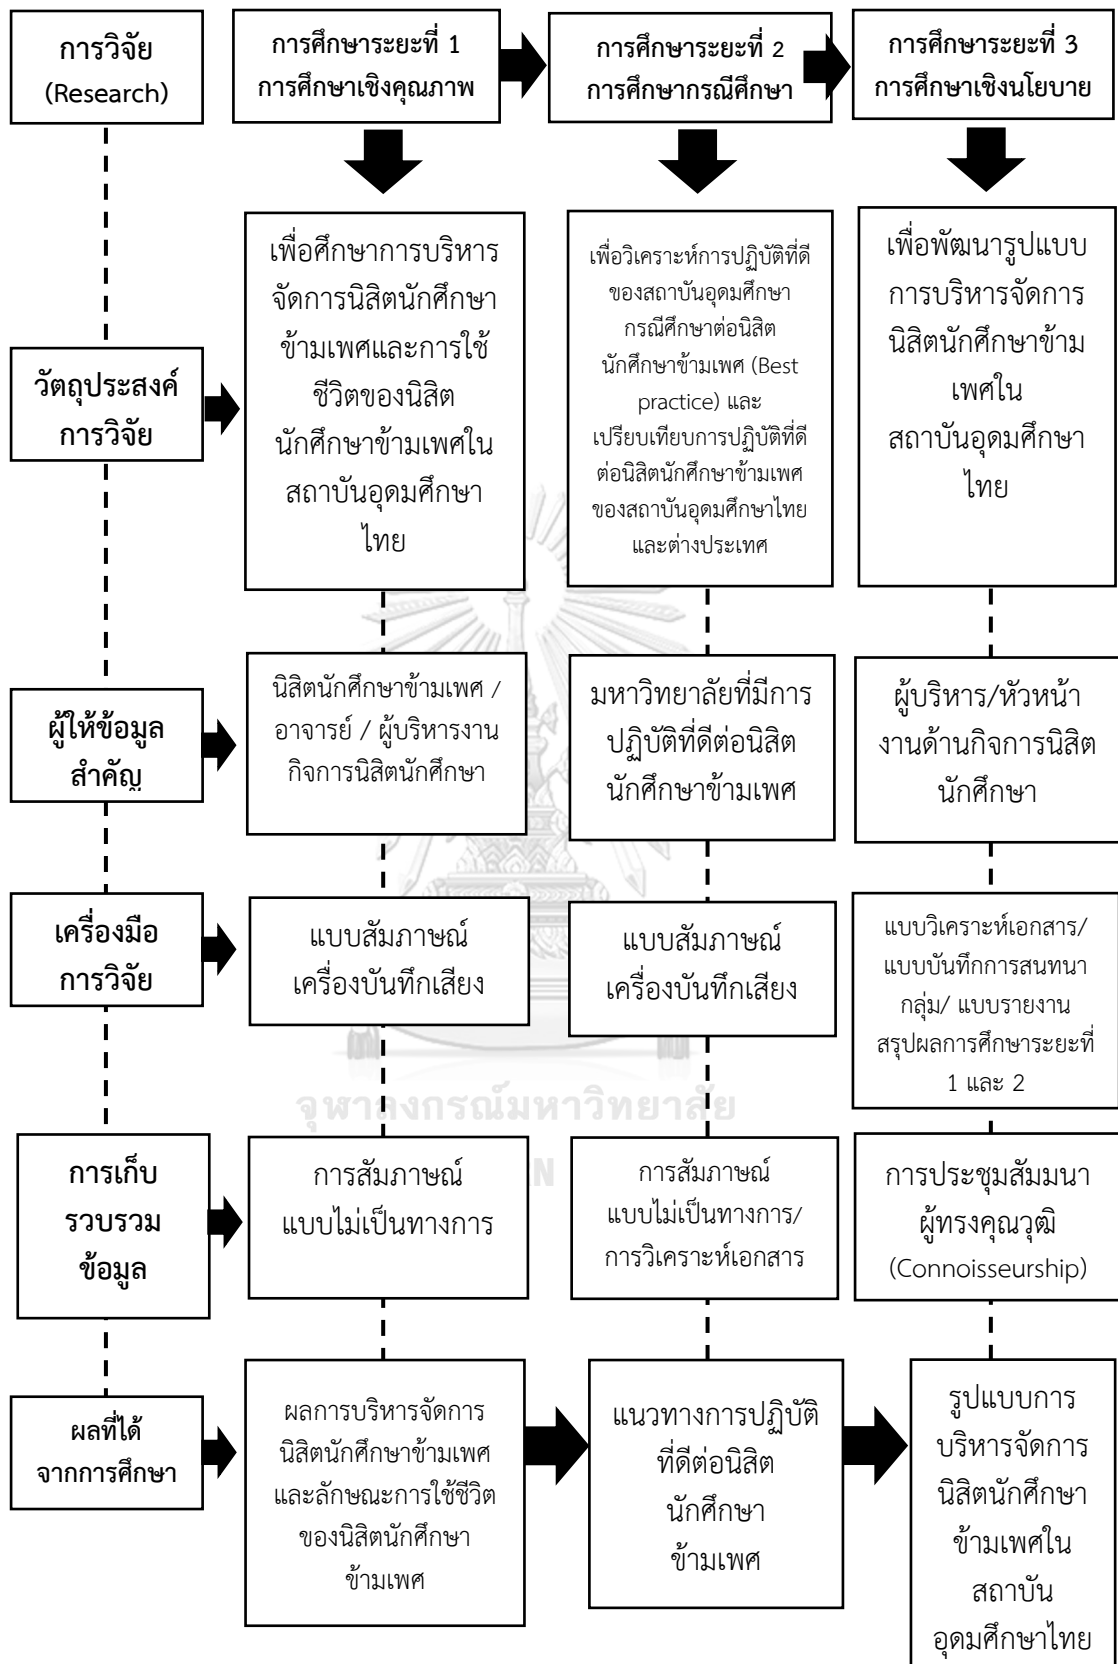 การวิจัย
(Research)
การศึกษาระยะที่ 1
การศึกษาเชิงคุณภาพ
การศึกษาระยะที่ 2
การศึกษากรณีศึกษา
การศึกษาระยะที่ 3
การศึกษาเชิงนโยบาย
วัตถุประสงค์
การวิจัย
เพื่อศึกษาการบริหาร
จัดการนิสิตนักศึกษา
ข้ามเพศและการใช้
ชีวิตของนิสิต
นักศึกษาข้ามเพศใน
สถาบันอุดมศึกษา
ไทย
เพื่อวิเคราะห์การปฏิบัติที่ดี
ของสถาบันอุดมศึกษา
กรณีศึกษาต่อนิสิต
นักศึกษาข้ามเพศ (Best
practice) และ
เปรียบเทียบการปฏิบัติที่ดี
ต่อนิสิตนักศึกษาข้ามเพศ
ของสถาบันอุดมศึกษาไทย
และต่างประเทศ
เพื่อพัฒนารูปแบบ
การบริหารจัดการ
นิสิตนักศึกษาข้าม
เพศใน
สถาบันอุดมศึกษา
ไทย
ผู้ให้ข้อมูล
สำคัญ
นิสิตนักศึกษาข้ามเพศ /
อาจารย์ / ผู้บริหารงาน
กิจการนิสิตนักศึกษา
มหาวิทยาลัยที่มีการ
ปฏิบัติที่ดีต่อนิสิต
นักศึกษาข้ามเพศ
ผู้บริหาร/หัวหน้า
งานด้านกิจการนิสิต
นักศึกษา
เครื่องมือ
การวิจัย
แบบสัมภาษณ์
เครื่องบันทึกเสียง
แบบสัมภาษณ์
เครื่องบันทึกเสียง
แบบวิเคราะห์เอกสาร/
แบบบันทึกการสนทนา
กลุ่ม/ แบบรายงาน
สรุปผลการศึกษาระยะที่
1 และ 2
จุฬาลงกรณ์มหาวิทยาลัย
การเก็บ
รวบรวม
ข้อมูล
การสัมภาษณ์
แบบไม่เป็นทางการ
การสัมภาษณ์
แบบไม่เป็นทางการ/
การวิเคราะห์เอกสาร
การประชุมสัมมนา
ผู้ทรงคุณวุฒิ
(Connoisseurship)
ผลที่ได้
จากการศึกษา
ผลการบริหารจัดการ
นิสิตนักศึกษาข้ามเพศ
และลักษณะการใช้ชีวิต
ของนิสิตนักศึกษา
ข้ามเพศ
แนวทางการปฏิบัติ
ที่ดีต่อนิสิต
นักศึกษา
ข้ามเพศ
รูปแบบการ
บริหารจัดการ
นิสิตนักศึกษา
ข้ามเพศใน
สถาบัน
อุดมศึกษาไทย